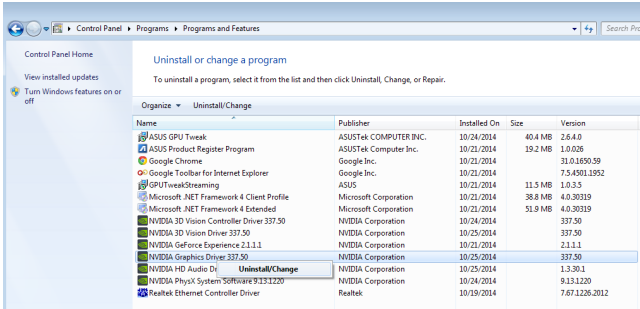 Control Panel ▸ Programs ▸ Programs and Features
Search Pro
Control Panel Home
View installed updates
Turn Windows features on or
off
Uninstall or change a program
To uninstall a program, select it from the list and then click Uninstall, Change, or Repair.
Organize Uninstall/Change
Name Publisher Installed On Size Version
ASUS GPU Tweak ASUSTek COMPUTER INC. 10/24/2014 40.4 MB 2.6.4.0
ASUS Product Register Program ASUSTek Computer Inc. 10/21/2014 19.2 MB 1.0.026
Google Chrome Google Inc. 10/21/2014 31.0.1650.59
Google Toolbar for Internet Explorer Google Inc. 10/21/2014 7.5.4501.1952
GPUTweakStreaming ASUS 10/21/2014 11.5 MB 1.0.3.5
Microsoft .NET Framework 4 Client Profile Microsoft Corporation 10/21/2014 38.8 MB 4.0.30319
Microsoft .NET Framework 4 Extended Microsoft Corporation 10/21/2014 51.9 MB 4.0.30319
NVIDIA 3D Vision Controller Driver 337.50 NVIDIA Corporation 10/24/2014 337.50
NVIDIA 3D Vision Driver 337.50 NVIDIA Corporation 10/25/2014 337.50
NVIDIA GeForce Experience 2.1.1.1 NVIDIA Corporation 10/21/2014 2.1.1.1
NVIDIA Graphics Driver 337.50 NVIDIA Corporation 10/25/2014 337.50
NVIDIA HD Audio Dr Uninstall/Change NVIDIA Corporation 10/25/2014 1.3.30.1
NVIDIA PhysX System Software 9.13.1220 NVIDIA Corporation 10/24/2014 9.13.1220
Realtek Ethernet Controller Driver Realtek 10/19/2014 7.67.1226.2012